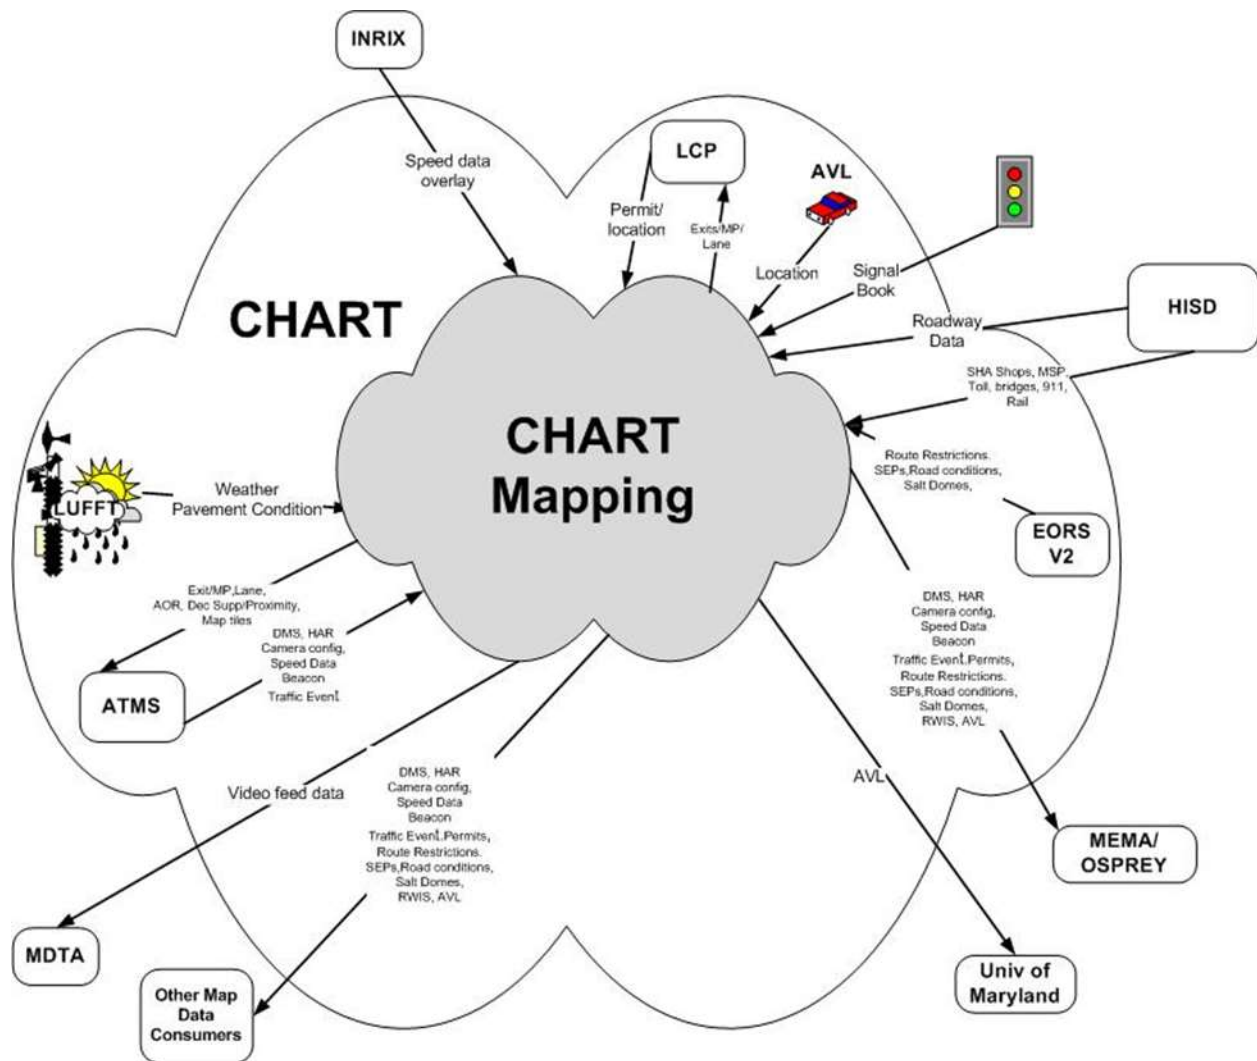 INRIX
Speed data
overlay
LCP
Permit/
location
Exits/MP/
Lane
AVL
Location
Signal
Book
HISD
Roadway
Data
SHA Shops, MSP,
Toll, bridges, 911,
Rail
CHART
CHART
Mapping
Route Restrictions.
SEPs,Road conditions,
Salt Domes,
EORS
V2
LUFFT
Weather
Pavement Condition
Exit/MP,Lane,
AOR, Dec Supp/Proximity,
Map tiles
DMS, HAR
Camera config,
Speed Data
Beacon
Traffic Event
ATMS
DMS, HAR
Camera config,
Speed Data
Beacon
Traffic Event.Permits,
Route Restrictions.
SEPs,Road conditions,
Salt Domes,
RWIS, AVL
MEMA/
OSPREY
AVL
Univ of
Maryland
Video feed data
MDTA
DMS, HAR
Camera config,
Speed Data
Beacon
Traffic Event.Permits,
Route Restrictions.
SEPs,Road conditions,
Salt Domes,
RWIS, AVL
Other Map
Data
Consumers